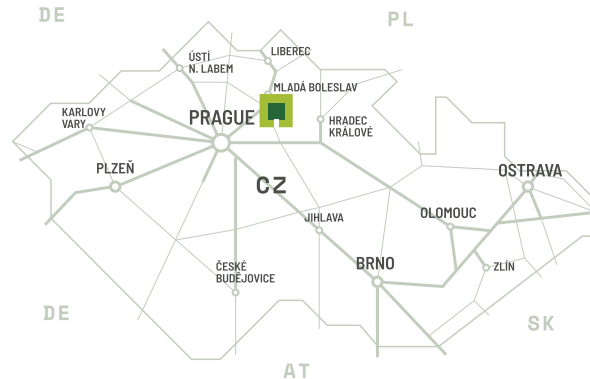 DE
PL
ÚSTÍ
N. LABEM
LIBEREC
MLADÁ BOLESLAV
KARLOVY
VARY
PRAGUE
HRADEC
KRÁLOVÉ
PLZEŇ
CZ
OSTRAVA
JIHLAVA
OLOMOUC
ČESKÉ
BUDĚJOVICE
BRNO
ZLÍN
DE
SK
AT